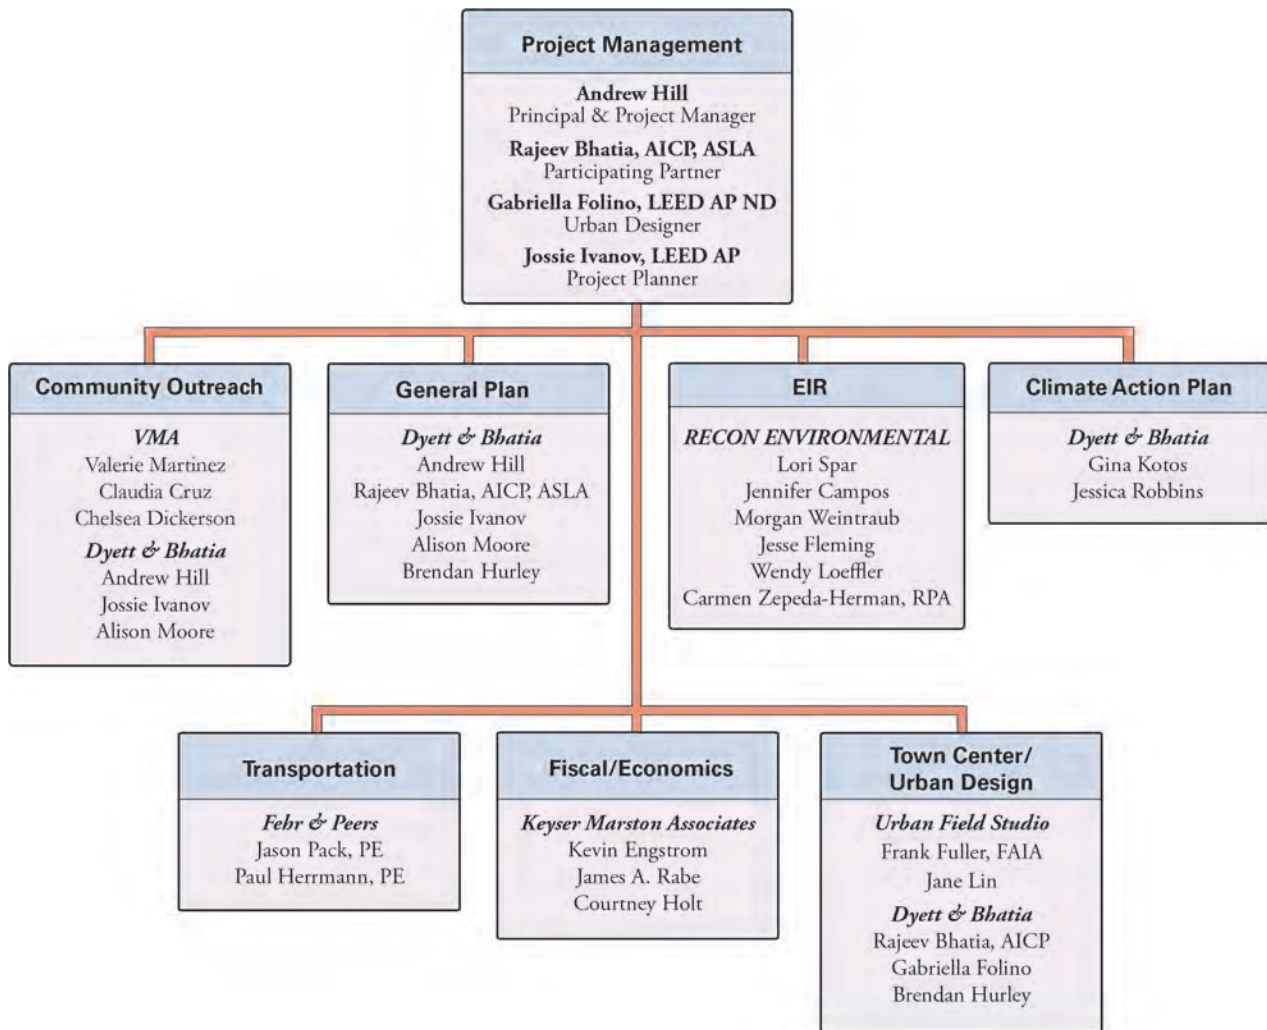 Project Management
Andrew Hill
Principal & Project Manager
Rajeev Bhatia, AICP, ASLA
Participating Partner
Gabriella Folino, LEED AP ND
Urban Designer
Jossie Ivanov, LEED AP
Project Planner
Community Outreach
VMA
Valerie Martinez
Claudia Cruz
Chelsea Dickerson
Dyett & Bhatia
Andrew Hill
Jossie Ivanov
Alison Moore
General Plan
Dyett & Bhatia
Andrew Hill
Rajeev Bhatia, AICP, ASLA
Jossie Ivanov
Alison Moore
Brendan Hurley
EIR
RECON ENVIRONMENTAL
Lori Spar
Jennifer Campos
Morgan Weintraub
Jesse Fleming
Wendy Loeffler
Carmen Zepeda-Herman, RPA
Climate Action Plan
Dyett & Bhatia
Gina Kotos
Jessica Robbins
Transportation
Fehr & Peers
Jason Pack, PE
Paul Herrmann, PE
Fiscal/Economics
Keyser Marston Associates
Kevin Engstrom
James A. Rabe
Courtney Holt
Town Center/
Urban Design
Urban Field Studio
Frank Fuller, FAIA
Jane Lin
Dyett & Bhatia
Rajeev Bhatia, AICP
Gabriella Folino
Brendan Hurley